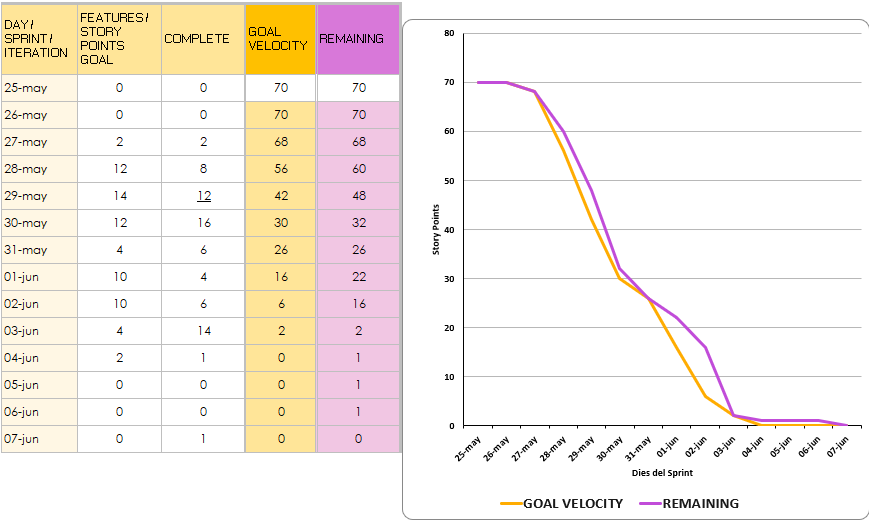 DAY/ SPRINT/ ITERATION | FEATURES/ STORY POINTS GOAL | COMPLETE | GOAL VELOCITY | REMAINING
25-may 0 0 70 70
26-may 0 0 70 70
27-may 2 2 68 68
28-may 12 8 56 60
29-may 14 12 42 48
30-may 12 16 30 32
31-may 4 6 26 26
01-jun 10 4 16 22
02-jun 10 6 6 16
03-jun 4 14 2 2
04-jun 2 1 0 1
05-jun 0 0 0 1
06-jun 0 0 0 1
07-jun 0 1 0 0
80
70
60
50
40
30
20
10
0
Story Points
25-may 26-may 27-may 28-may 29-may 30-may 31-may 01-jun 02-jun 03-jun 04-jun 05-jun 06-jun 07-jun
Dies del Sprint
GOAL VELOCITY REMAINING